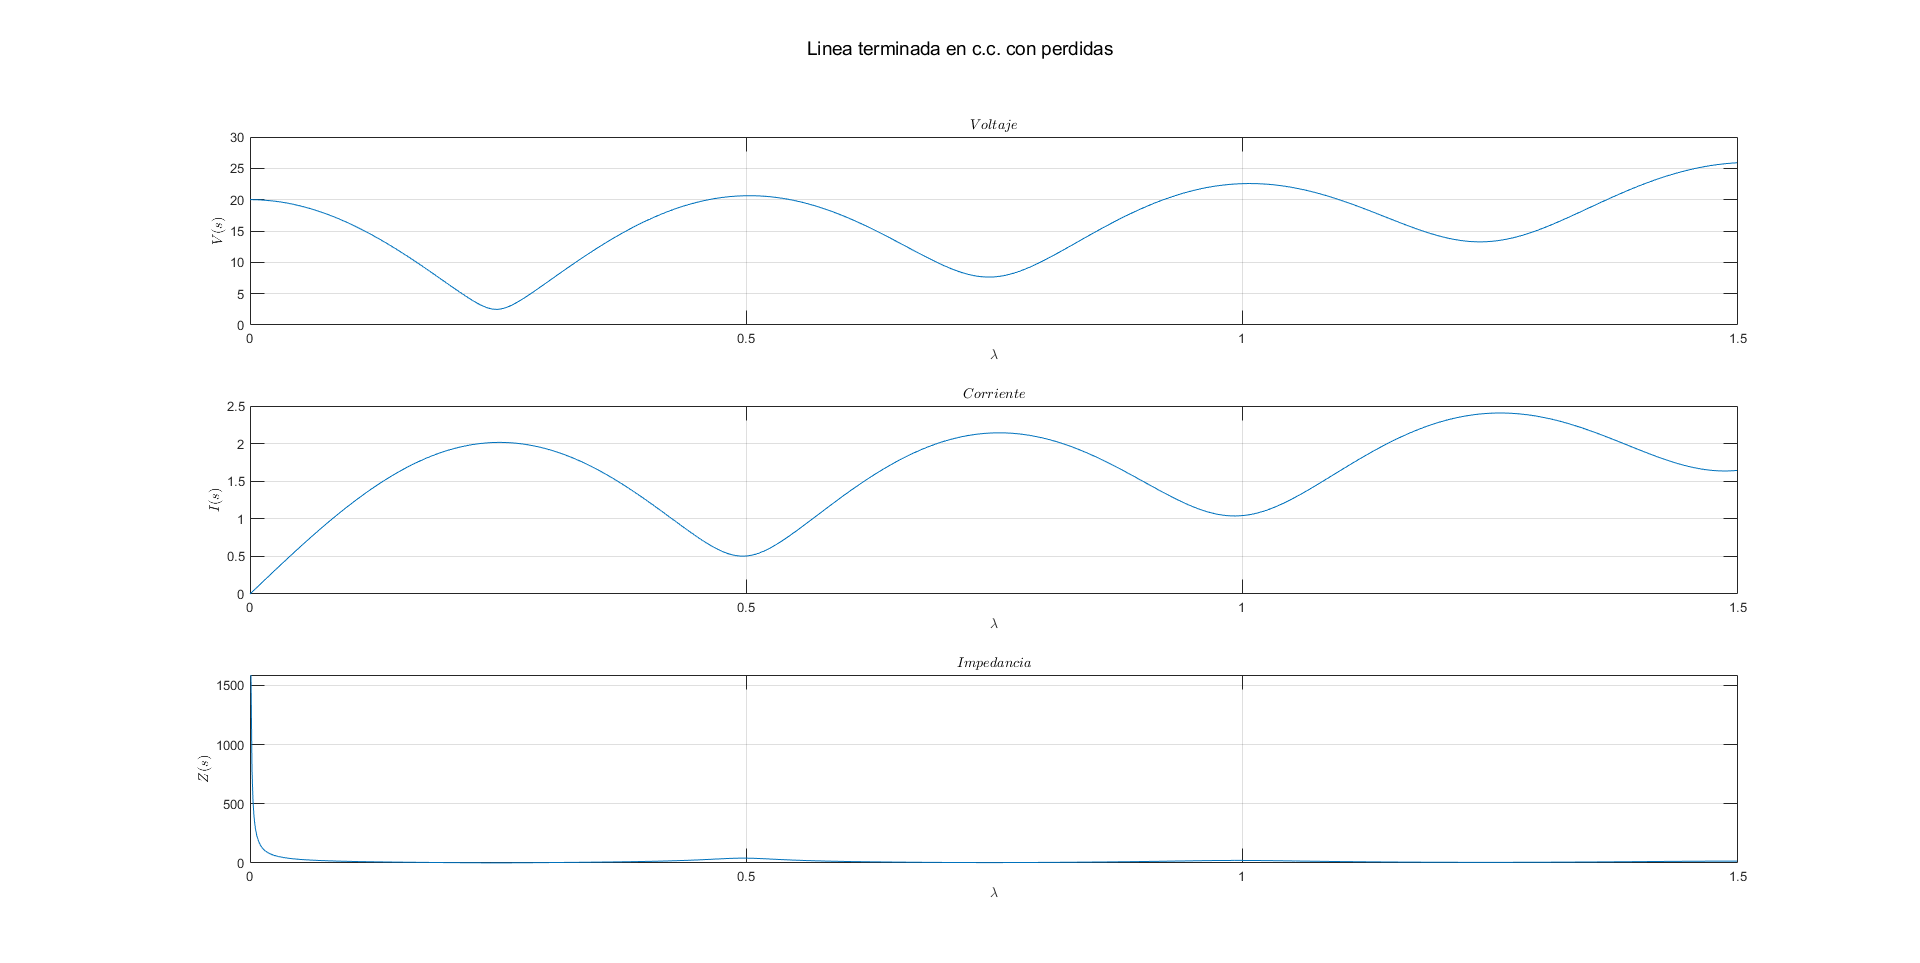 Linea terminada en c.c. con perdidas
Voltaje
30
25
20
15
10
5
0
V(s)
0 0.5 1 1.5
λ
Corriente
2.5
2
1.5
1
0.5
0
I(s)
0 0.5 1 1.5
λ
Impedancia
1500
1000
500
0
Z(s)
0 0.5 1 1.5
λ